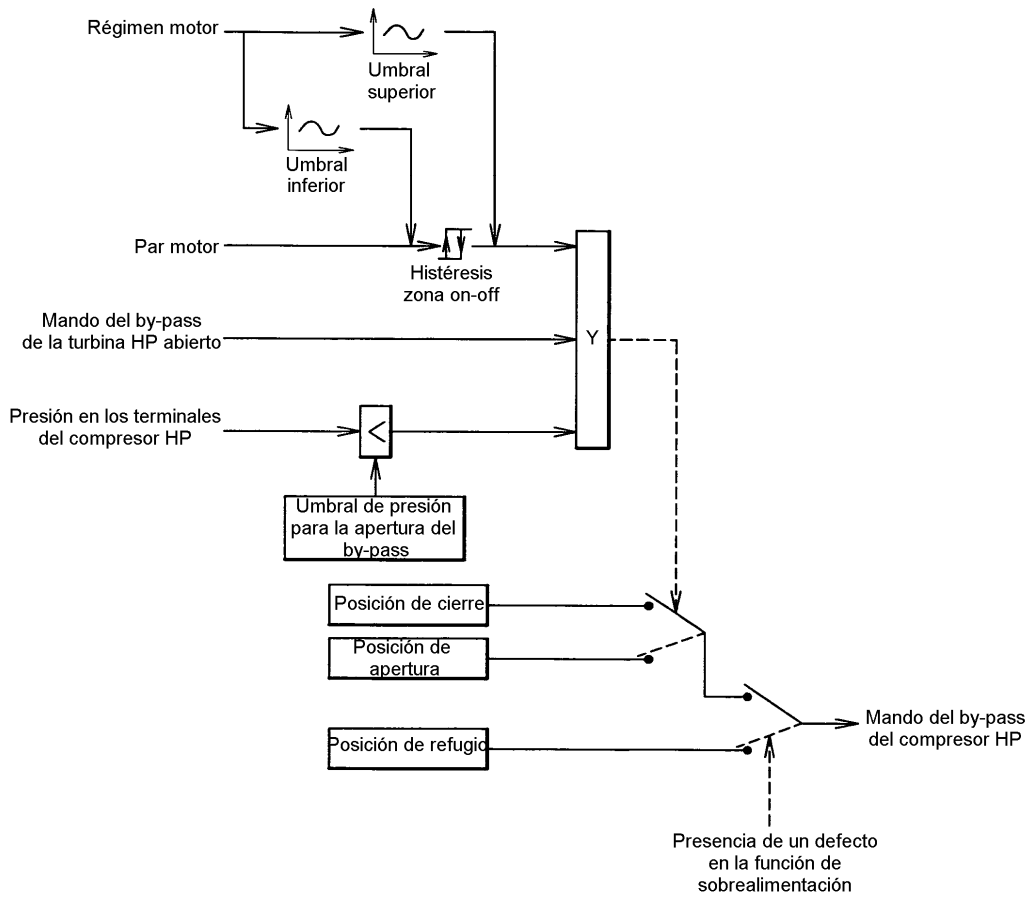 Régimen motor
Umbral
superior
Umbral
inferior
Par motor
Histéresis
zona on-off
Mando del by-pass
de la turbina HP abierto
Y
Presión en los terminales
del compresor HP
<
Umbral de presión
para la apertura del
by-pass
Posición de cierre
Posición de
apertura
Posición de refugio
Mando del by-pass
del compresor HP
Presencia de un defecto
en la función de
sobrealimentación